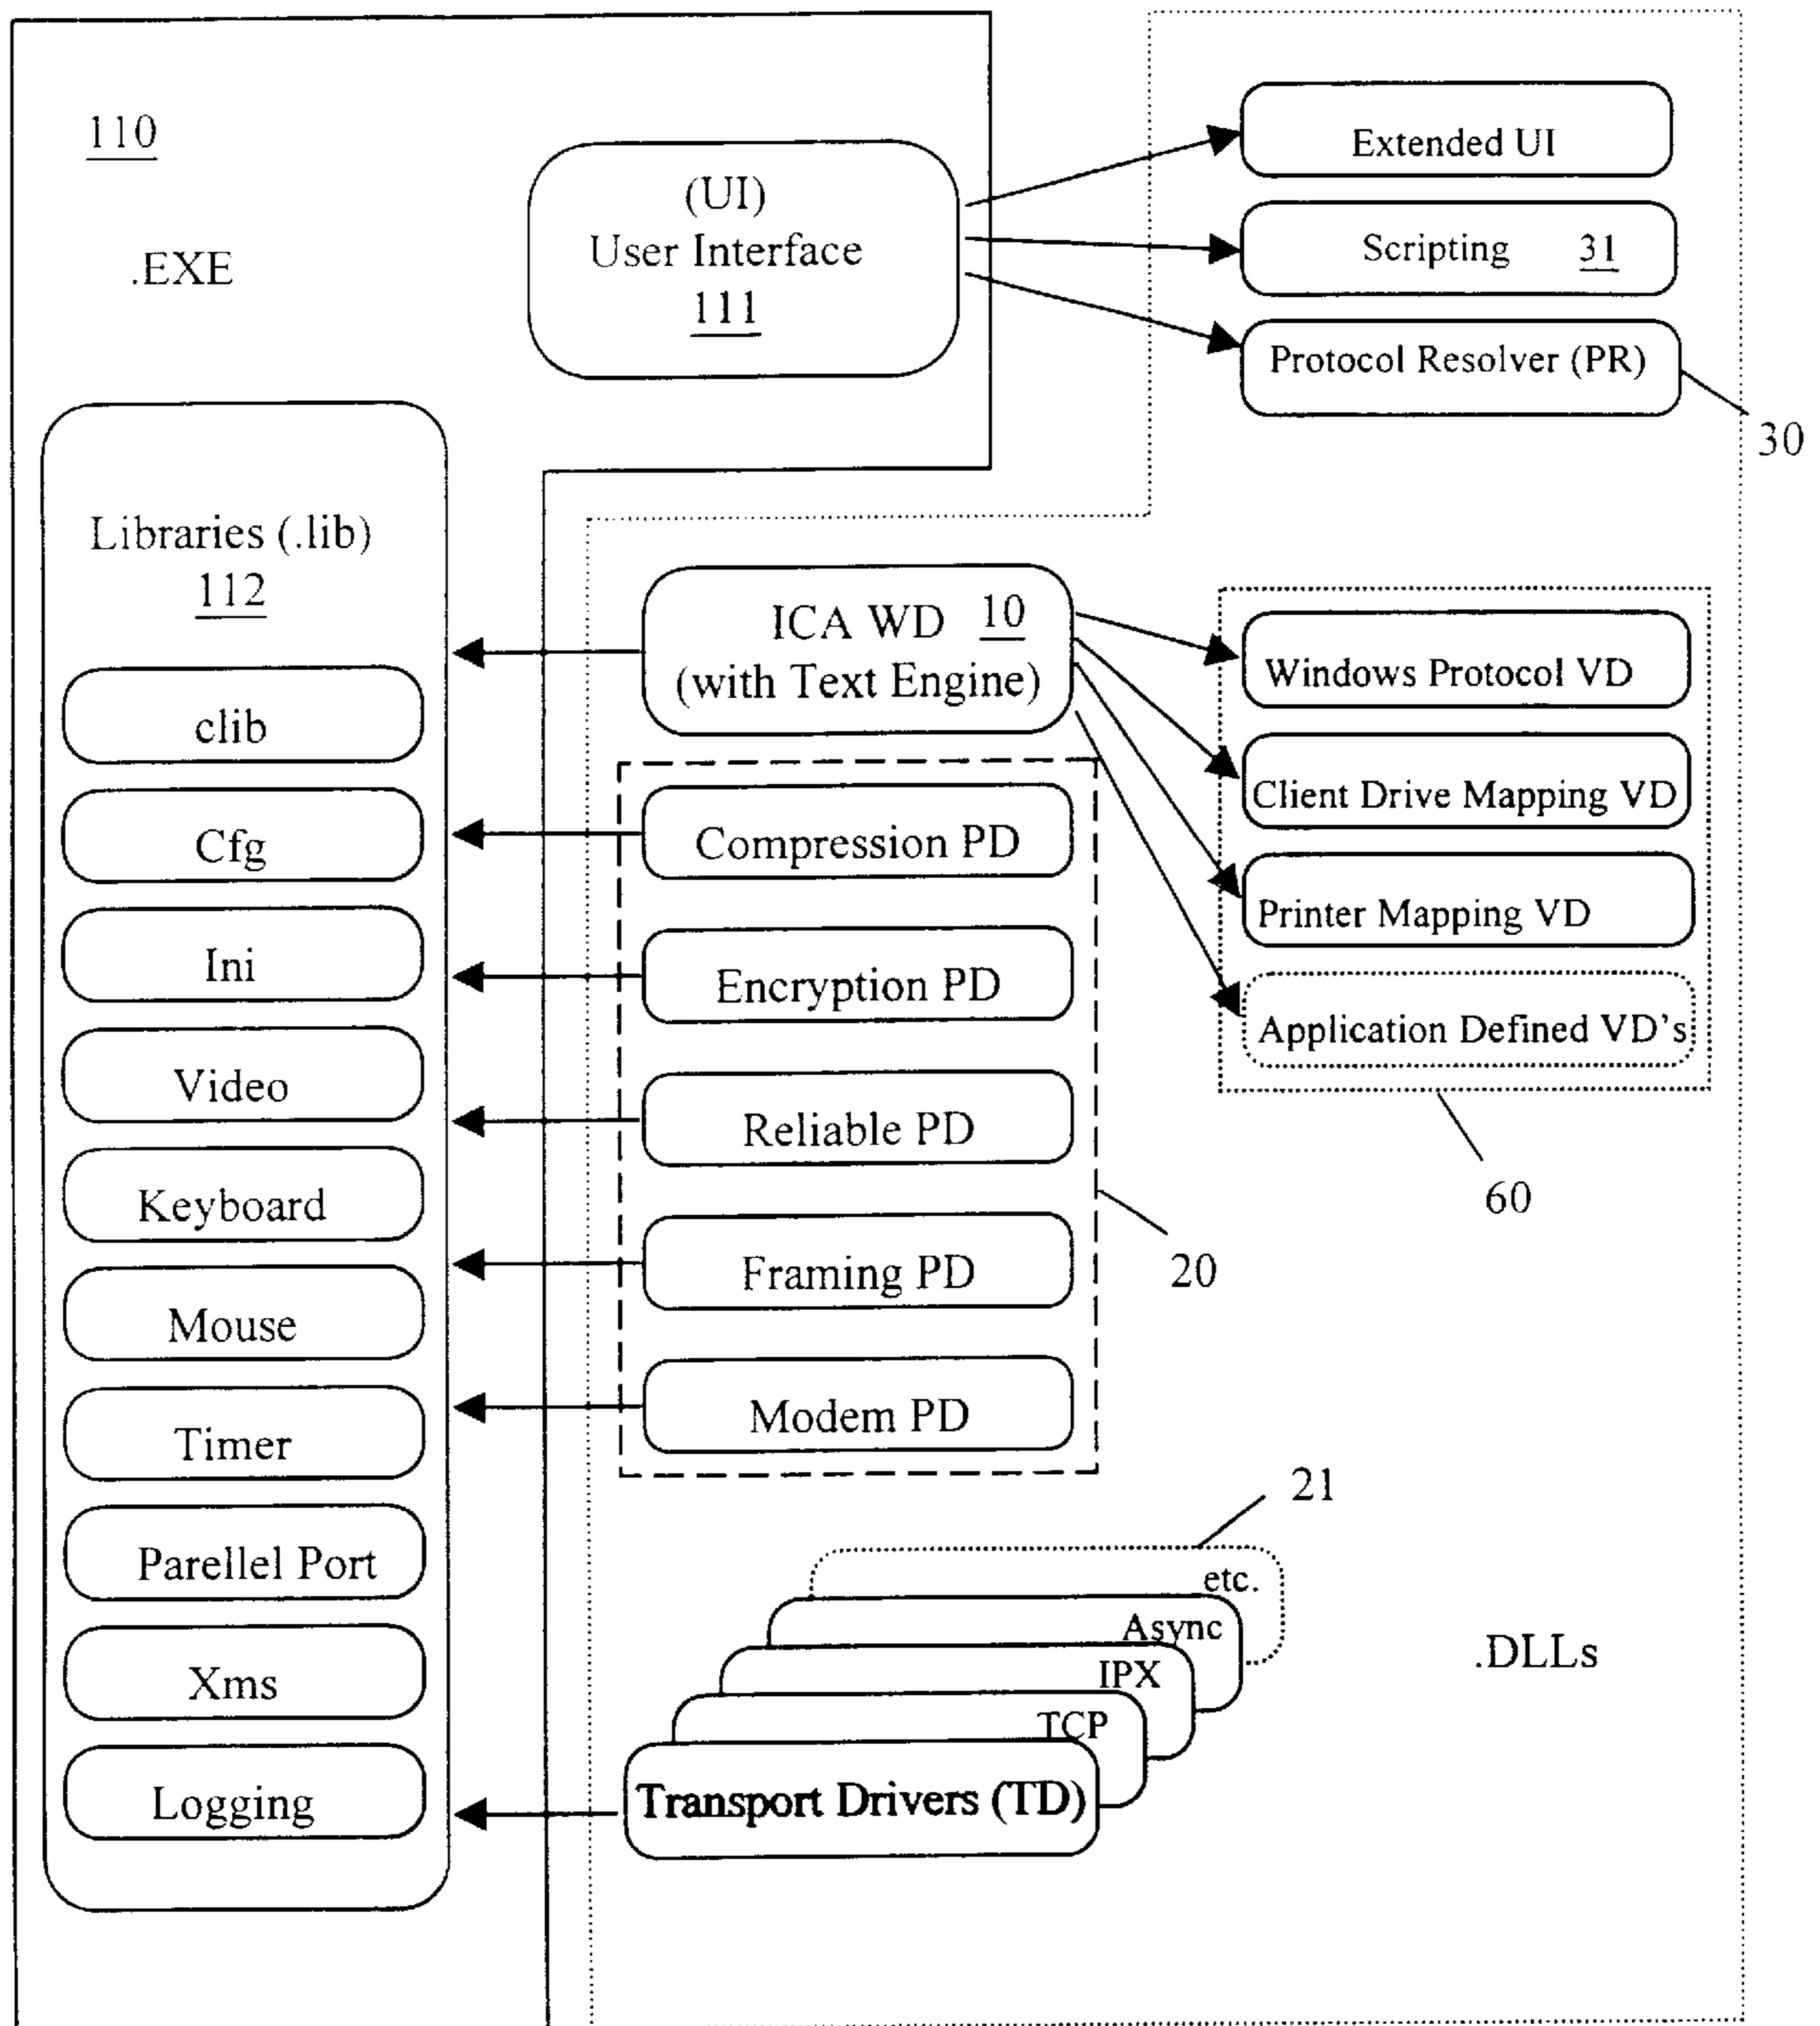 110
.EXE
(UI)
User Interface
111
Extended UI
Scripting 31
Protocol Resolver (PR)
30
Libraries (.lib)
112
clib
Cfg
Ini
Video
Keyboard
Mouse
Timer
Parellel Port
Xms
Logging
ICA WD 10
(with Text Engine)
Compression PD
Encryption PD
Reliable PD
Framing PD
Modem PD
20
Windows Protocol VD
Client Drive Mapping VD
Printer Mapping VD
Application Defined VD's
60
21
etc.
Async
IPX
TCP
Transport Drivers (TD)
.DLLs